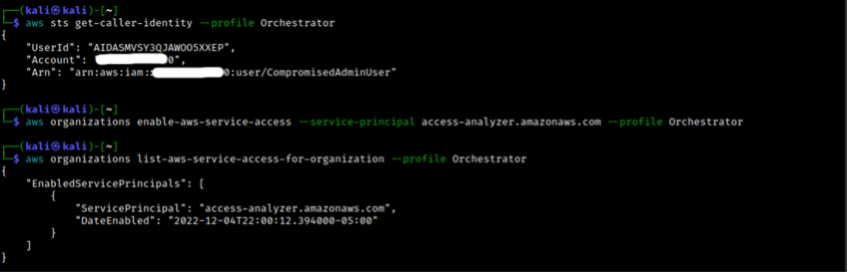 ┌──(kali㉿kali)-[~]
└─$ aws sts get-caller-identity --profile Orchestrator
{
    "UserId": "AIDASMVSY3QJAWOO5XXEP",
    "Account": "0",
    "Arn": "arn:aws:iam::0:user/CompromisedAdminUser"
}
┌──(kali㉿kali)-[~]
└─$ aws organizations enable-aws-service-access --service-principal access-analyzer.amazonaws.com --profile Orchestrator
┌──(kali㉿kali)-[~]
└─$ aws organizations list-aws-service-access-for-organization --profile Orchestrator
{
    "EnabledServicePrincipals": [
        {
            "ServicePrincipal": "access-analyzer.amazonaws.com",
            "DateEnabled": "2022-12-04T22:00:12.394000-05:00"
        }
    ]
}